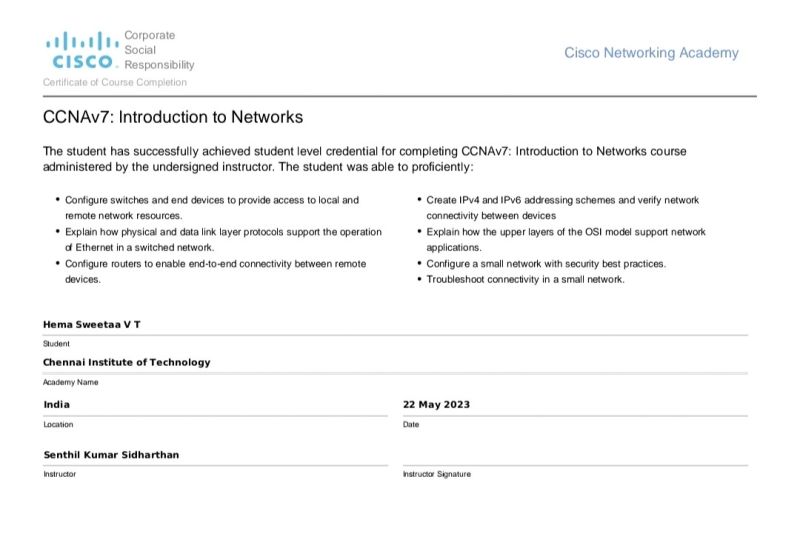 Corporate
Social
CISCO. Responsibility
Cisco Networking Academy
Certificate of Course Completion
CCNAv7: Introduction to Networks
The student has successfully achieved student level credential for completing CCNAv7: Introduction to Networks course
administered by the undersigned instructor. The student was able to proficiently:
• Configure switches and end devices to provide access to local and
remote network resources.
• Explain how physical and data link layer protocols support the operation
of Ethernet in a switched network.
• Configure routers to enable end-to-end connectivity between remote
devices.
• Create IPv4 and IPv6 addressing schemes and verify network
connectivity between devices
• Explain how the upper layers of the OSI model support network
applications.
• Configure a small network with security best practices.
• Troubleshoot connectivity in a small network.
Hema Sweetaa V T
Student
Chennai Institute of Technology
Academy Name
India
Location
22 May 2023
Date
Senthil Kumar Sidharthan
Instructor
Instructor Signature